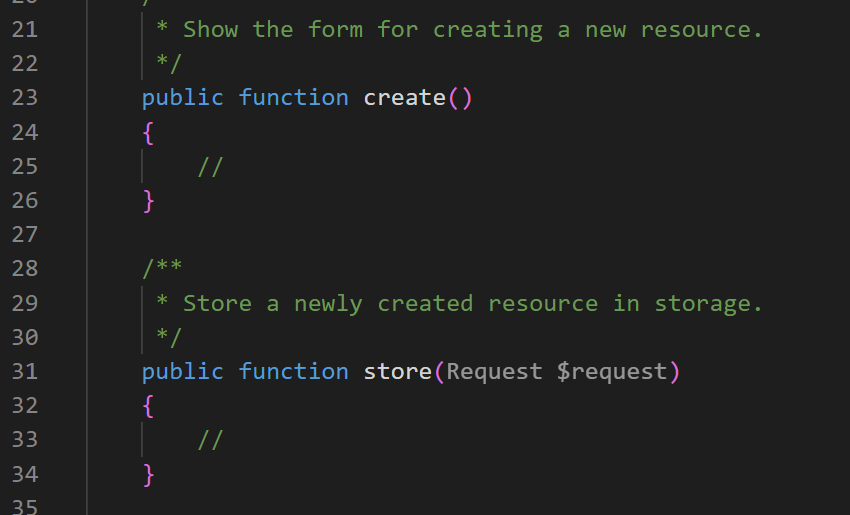 21 * Show the form for creating a new resource.
22 */
23 public function create()
24 {
25 //
26 }
27
28 /**
29 * Store a newly created resource in storage.
30 */
31 public function store(Request $request)
32 {
33 //
34 }
35